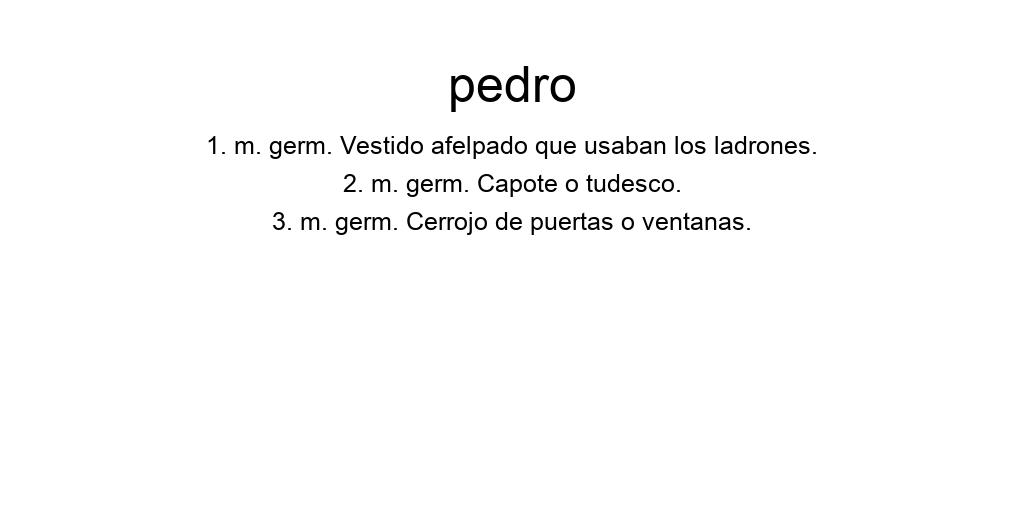 pedro
1. m. germ. Vestido afelpado que usaban los ladrones.
2. m. germ. Capote o tudesco.
3. m. germ. Cerrojo de puertas o ventanas.